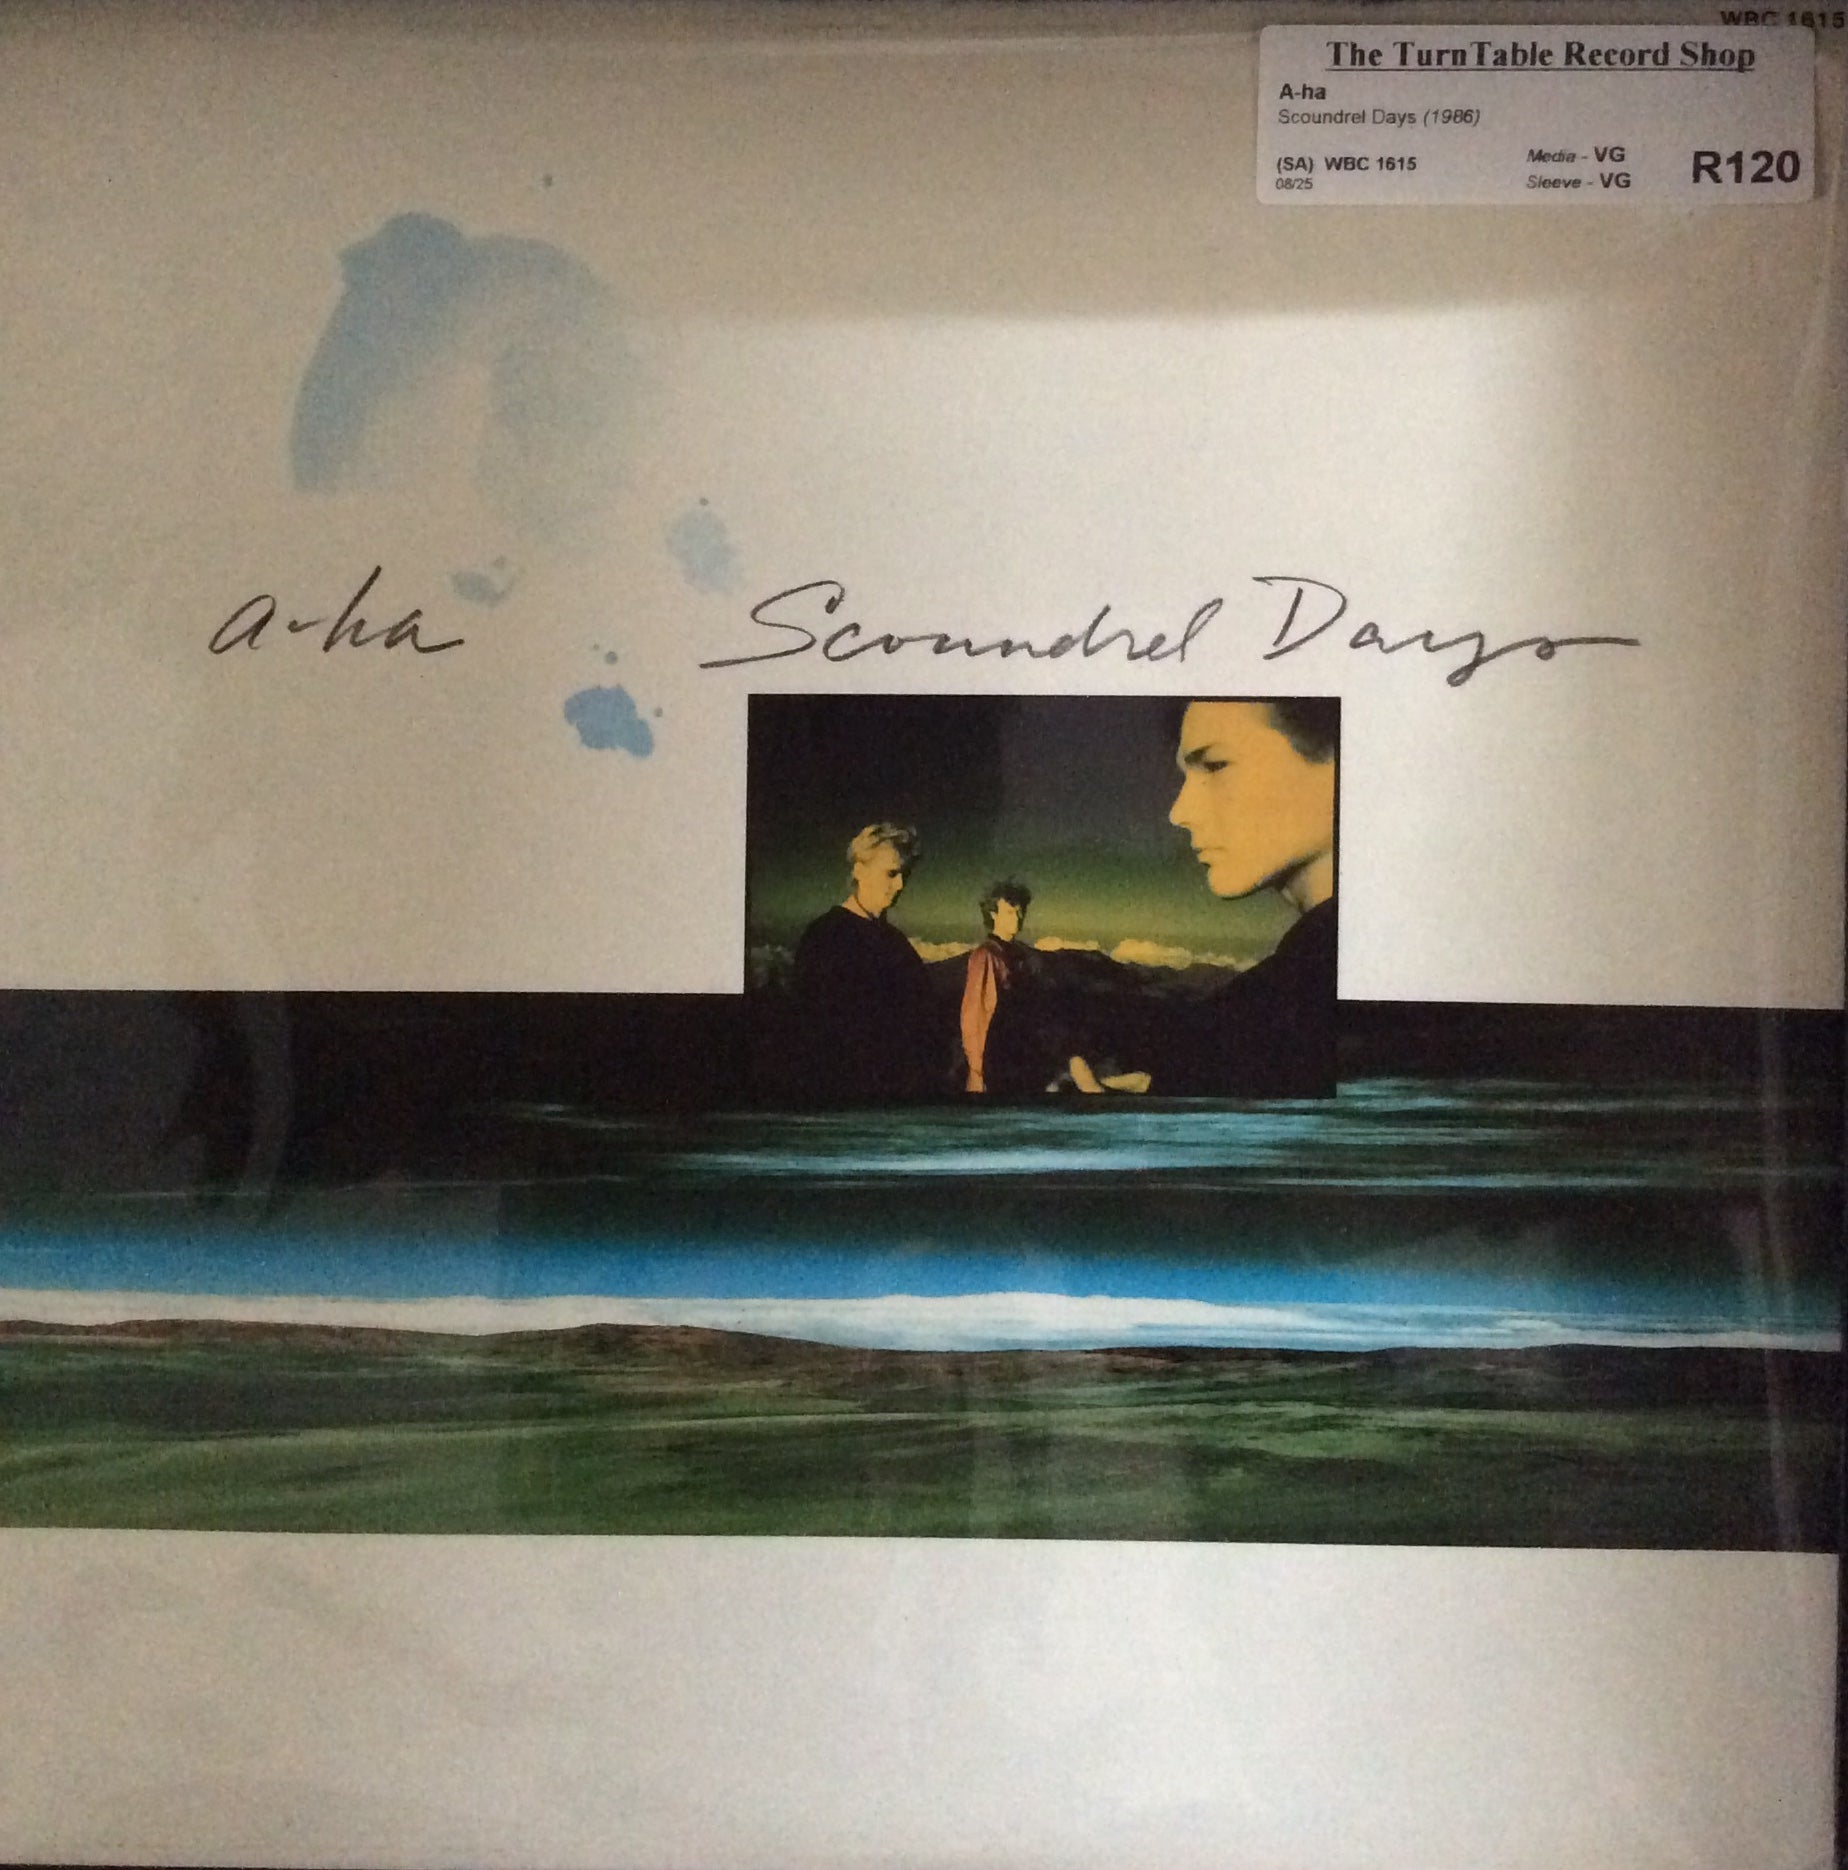 WBC 1615
The TurnTable Record Shop
A-ha
Scoundrel Days (1986)
(SA) WBC 1615 Media - VG R120
08/25 Sleeve - VG
a-ha Scoundrel Days